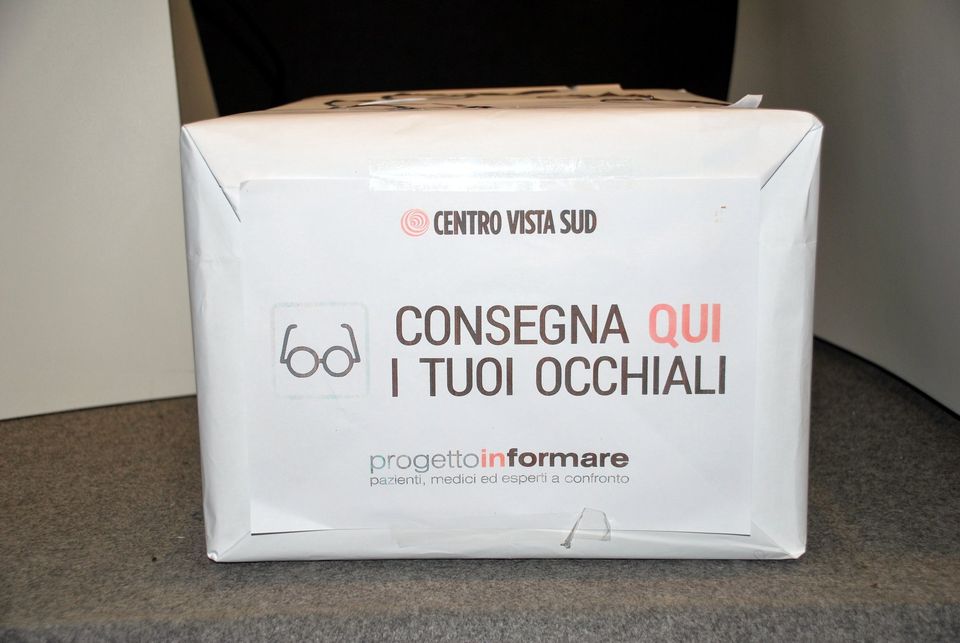 CENTRO VISTA SUD
CONSEGNA QUI
I TUOI OCCHIALI
progettoinformare
pazienti, medici ed esperti a confronto